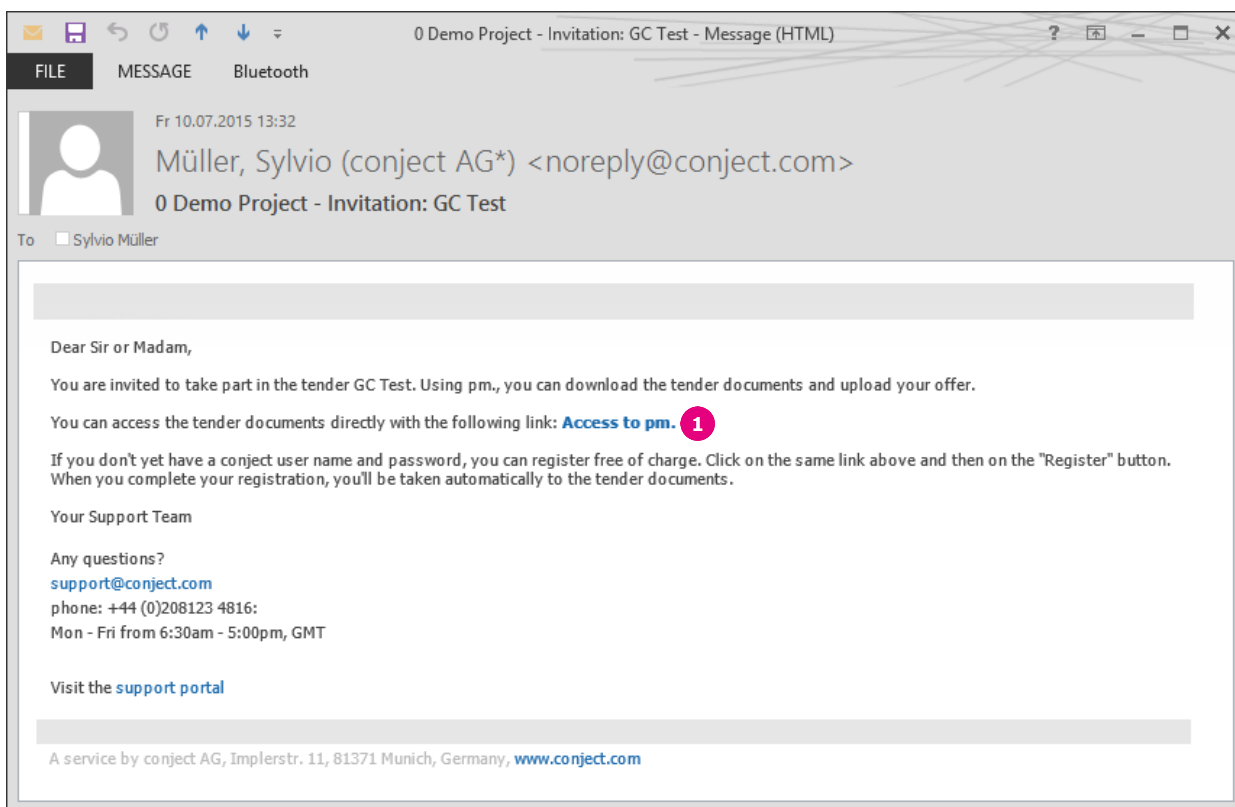 0 Demo Project - Invitation: GC Test - Message (HTML)
FILE MESSAGE Bluetooth
Fr 10.07.2015 13:32
Müller, Sylvio (conject AG*) <noreply@conject.com>
0 Demo Project - Invitation: GC Test
To Sylvio Müller
Dear Sir or Madam,
You are invited to take part in the tender GC Test. Using pm., you can download the tender documents and upload your offer.
You can access the tender documents directly with the following link: Access to pm. 1
If you don't yet have a conject user name and password, you can register free of charge. Click on the same link above and then on the "Register" button.
When you complete your registration, you'll be taken automatically to the tender documents.
Your Support Team
Any questions?
support@conject.com
phone: +44 (0)208123 4816:
Mon - Fri from 6:30am - 5:00pm, GMT
Visit the support portal
A service by conject AG, Implerstr. 11, 81371 Munich, Germany, www.conject.com